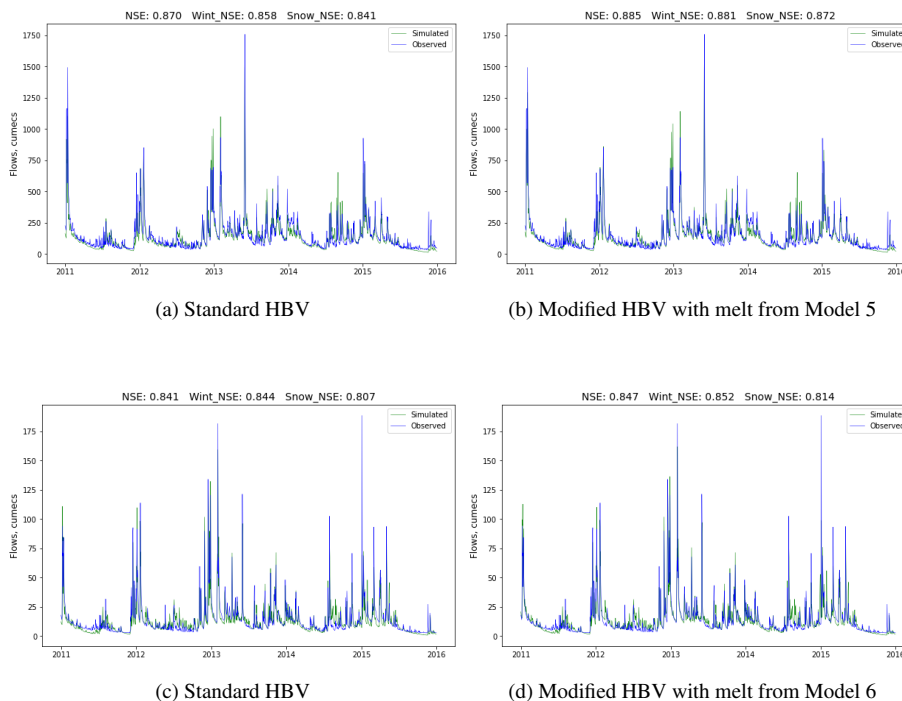 NSE: 0.870 Wint_NSE: 0.858 Snow_NSE: 0.841
Simulated
Observed
Flows, cumecs
1750
1500
1250
1000
750
500
250
0
2011 2012 2013 2014 2015 2016
(a) Standard HBV
NSE: 0.885 Wint_NSE: 0.881 Snow_NSE: 0.872
Simulated
Observed
Flows, cumecs
1750
1500
1250
1000
750
500
250
0
2011 2012 2013 2014 2015 2016
(b) Modified HBV with melt from Model 5
NSE: 0.841 Wint_NSE: 0.844 Snow_NSE: 0.807
Simulated
Observed
Flows, cumecs
175
150
125
100
75
50
25
0
2011 2012 2013 2014 2015 2016
(c) Standard HBV
NSE: 0.847 Wint_NSE: 0.852 Snow_NSE: 0.814
Simulated
Observed
Flows, cumecs
175
150
125
100
75
50
25
0
2011 2012 2013 2014 2015 2016
(d) Modified HBV with melt from Model 6